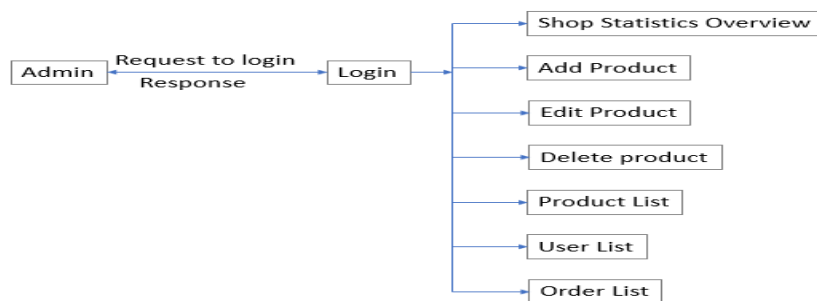 Shop Statistics Overview
Request to login
Admin
Login
Response
Add Product
Edit Product
Delete product
Product List
User List
Order List